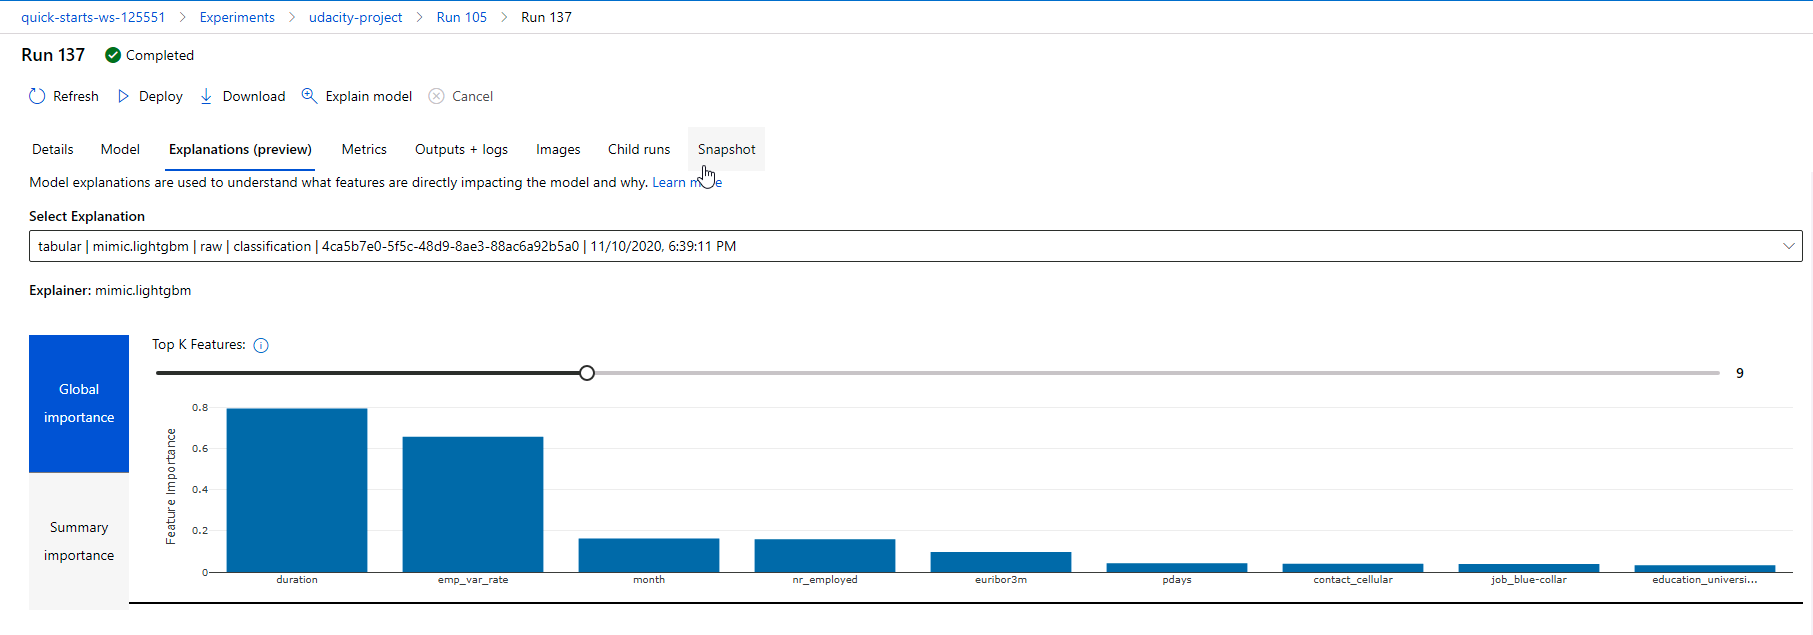 quick-starts-ws-125551 > Experiments > udacity-project > Run 105 > Run 137
Run 137 Completed
Refresh Deploy Download Explain model Cancel
Details Model Explanations (preview) Metrics Outputs + logs Images Child runs Snapshot
Model explanations are used to understand what features are directly impacting the model and why. Learn
Select Explanation
tabular | mimic.lightgbm | raw | classification | 4ca5b7e0-5f5c-48d9-8ae3-88ac6a92b5a0 | 11/10/2020, 6:39:11 PM
Explainer: mimic.lightgbm
Global
importance
Summary
importance
Top K Features:
9
Feature Importance
0.8
0.6
0.4
0.2
0
duration emp_var_rate month nr_employed euribor3m pdays contact_cellular job_blue-collar education_universi...